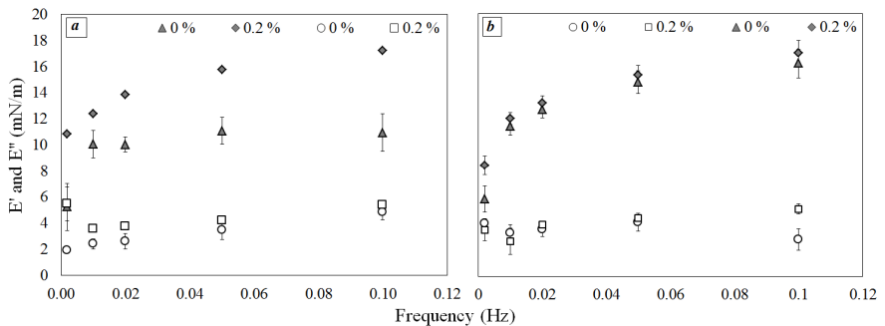 a 0 % 0.2 % 0 % 0.2 %
b 0 % 0.2 % 0 % 0.2 %
E' and E" (mN/m)
20
18
16
14
12
10
8
6
4
2
0
0.00 0.02 0.04 0.06 0.08 0.10 0.12
0 0.02 0.04 0.06 0.08 0.1 0.12
Frequency (Hz)